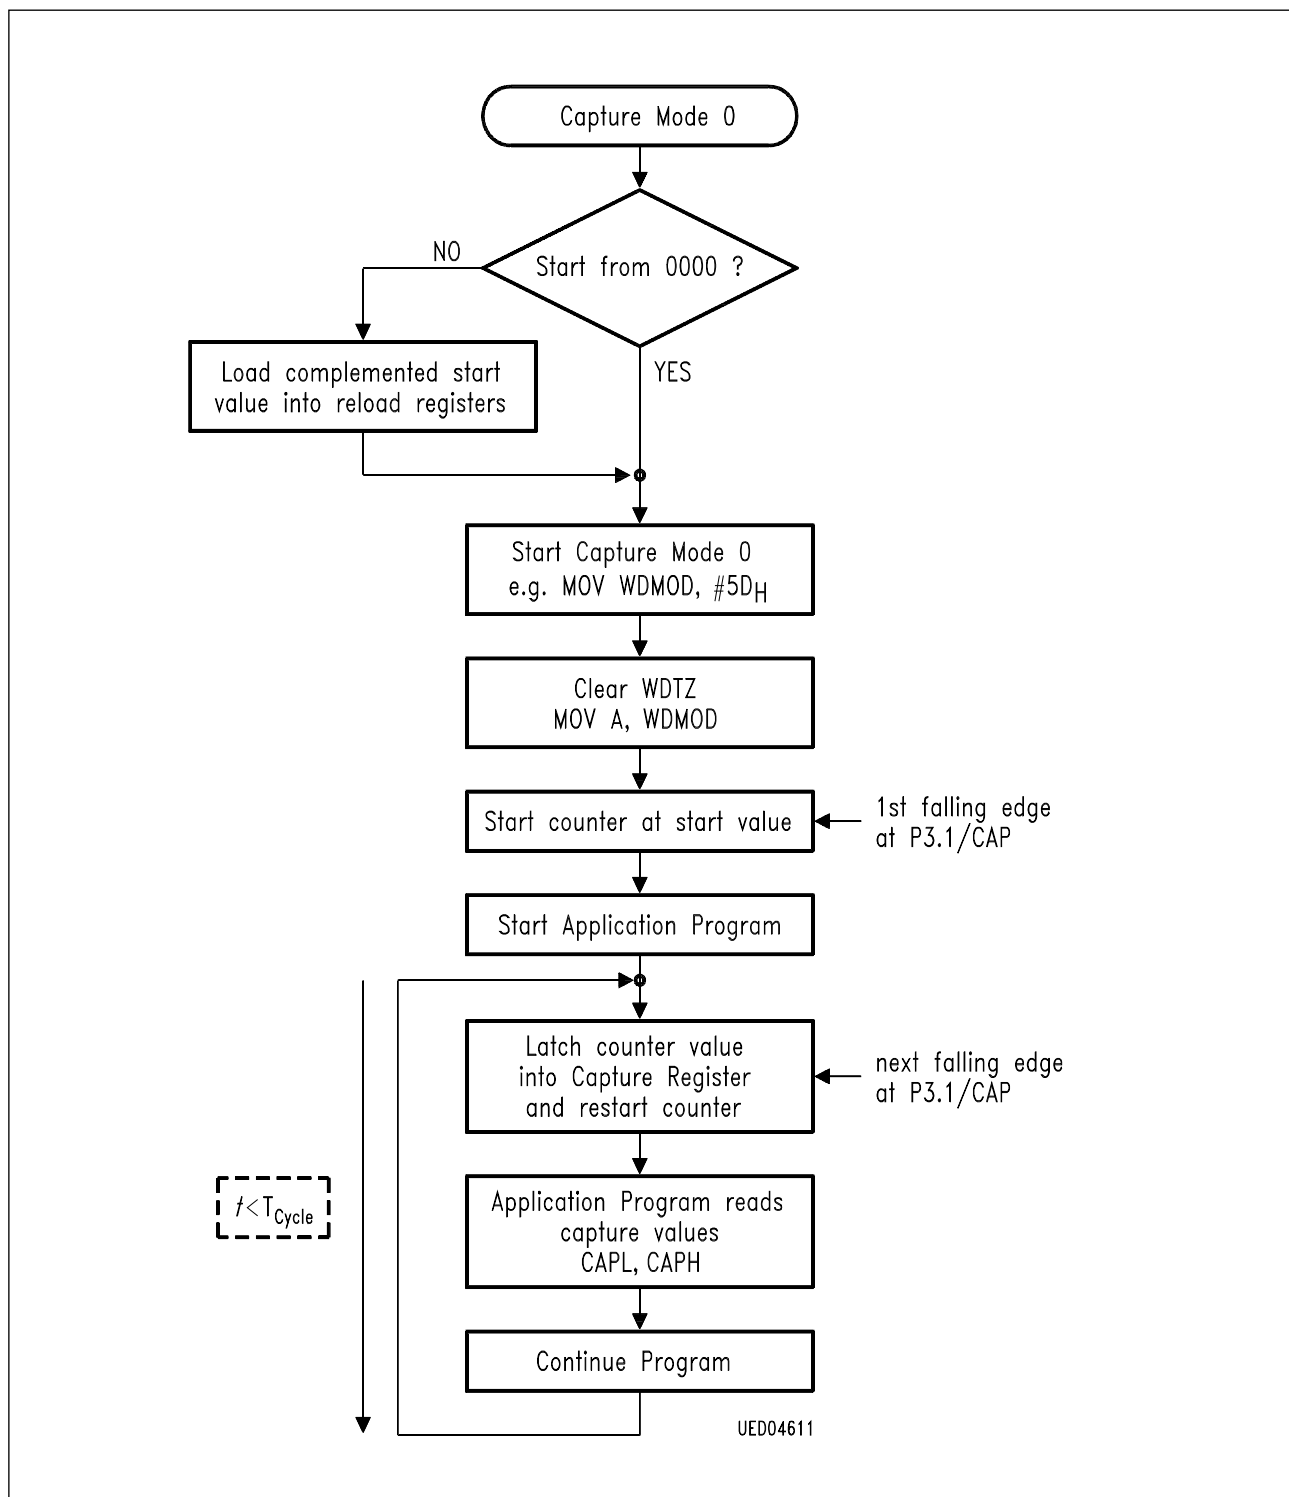 Capture Mode 0
Start from 0000 ?
NO
YES
Load complemented start
value into reload registers
Start Capture Mode 0
e.g. MOV WDMOD, #5DH
Clear WDTZ
MOV A, WDMOD
Start counter at start value
1st falling edge
at P3.1/CAP
Start Application Program
Latch counter value
into Capture Register
and restart counter
next falling edge
at P3.1/CAP
t<TCycle
Application Program reads
capture values
CAPL, CAPH
Continue Program
UED04611